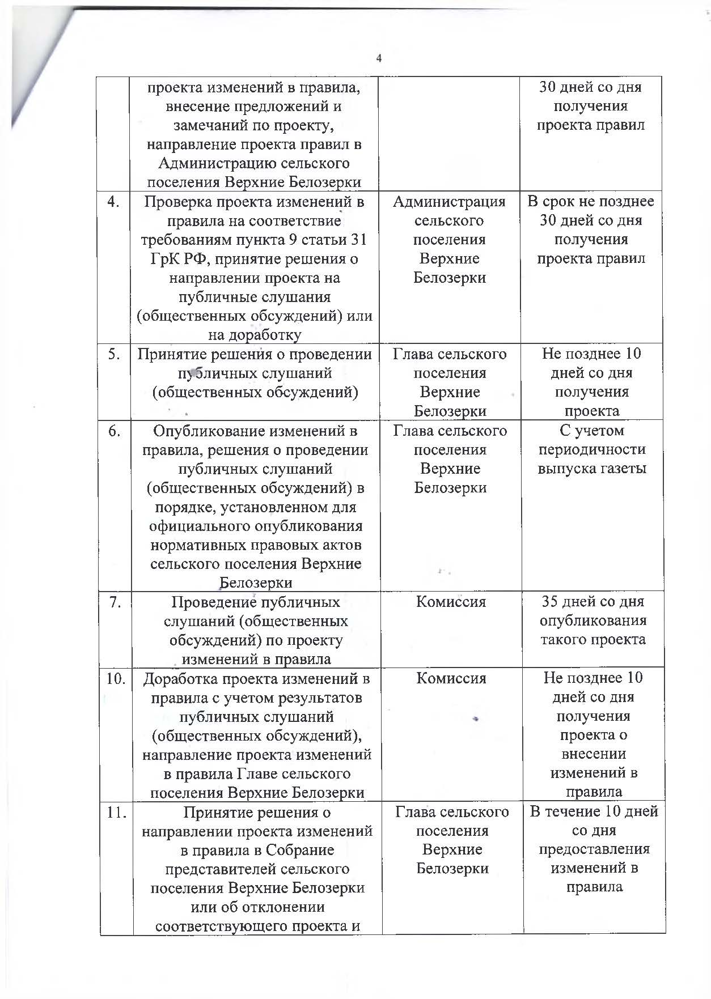 4
проекта изменений в правила,
внесение предложений и
замечаний по проекту,
направление проекта правил в
Администрацию сельского
поселения Верхние Белозерки
30 дней со дня
получения
проекта правил
4.
Проверка проекта изменений в
правила на соответствие
требованиям пункта 9 статьи 31
ГрК РФ, принятие решения о
направлении проекта на
публичные слушания
(общественных обсуждений) или
на доработку
Администрация
сельского
поселения
Верхние
Белозерки
В срок не позднее
30 дней со дня
получения
проекта правил
5.
Принятие решения о проведении
публичных слушаний
(общественных обсуждений)
Глава сельского
поселения
Верхние
Белозерки
Не позднее 10
дней со дня
получения
проекта
6.
Опубликование изменений в
правила, решения о проведении
публичных слушаний
(общественных обсуждений) в
порядке, установленном для
официального опубликования
нормативных правовых актов
сельского поселения Верхние
Белозерки
Глава сельского
поселения
Верхние
Белозерки
С учетом
периодичности
выпуска газеты
7.
Проведение публичных
слушаний (общественных
обсуждений) по проекту
изменений в правила
Комиссия
35 дней со дня
опубликования
такого проекта
10.
Доработка проекта изменений в
правила с учетом результатов
публичных слушаний
(общественных обсуждений),
направление проекта изменений
в правила Главе сельского
поселения Верхние Белозерки
Комиссия
Не позднее 10
дней со дня
получения
проекта о
внесении
изменений в
правила
11.
Принятие решения о
направлении проекта изменений
в правила в Собрание
представителей сельского
поселения Верхние Белозерки
или об отклонении
соответствующего проекта и
Глава сельского
поселения
Верхние
Белозерки
В течение 10 дней
со дня
предоставления
изменений в
правила